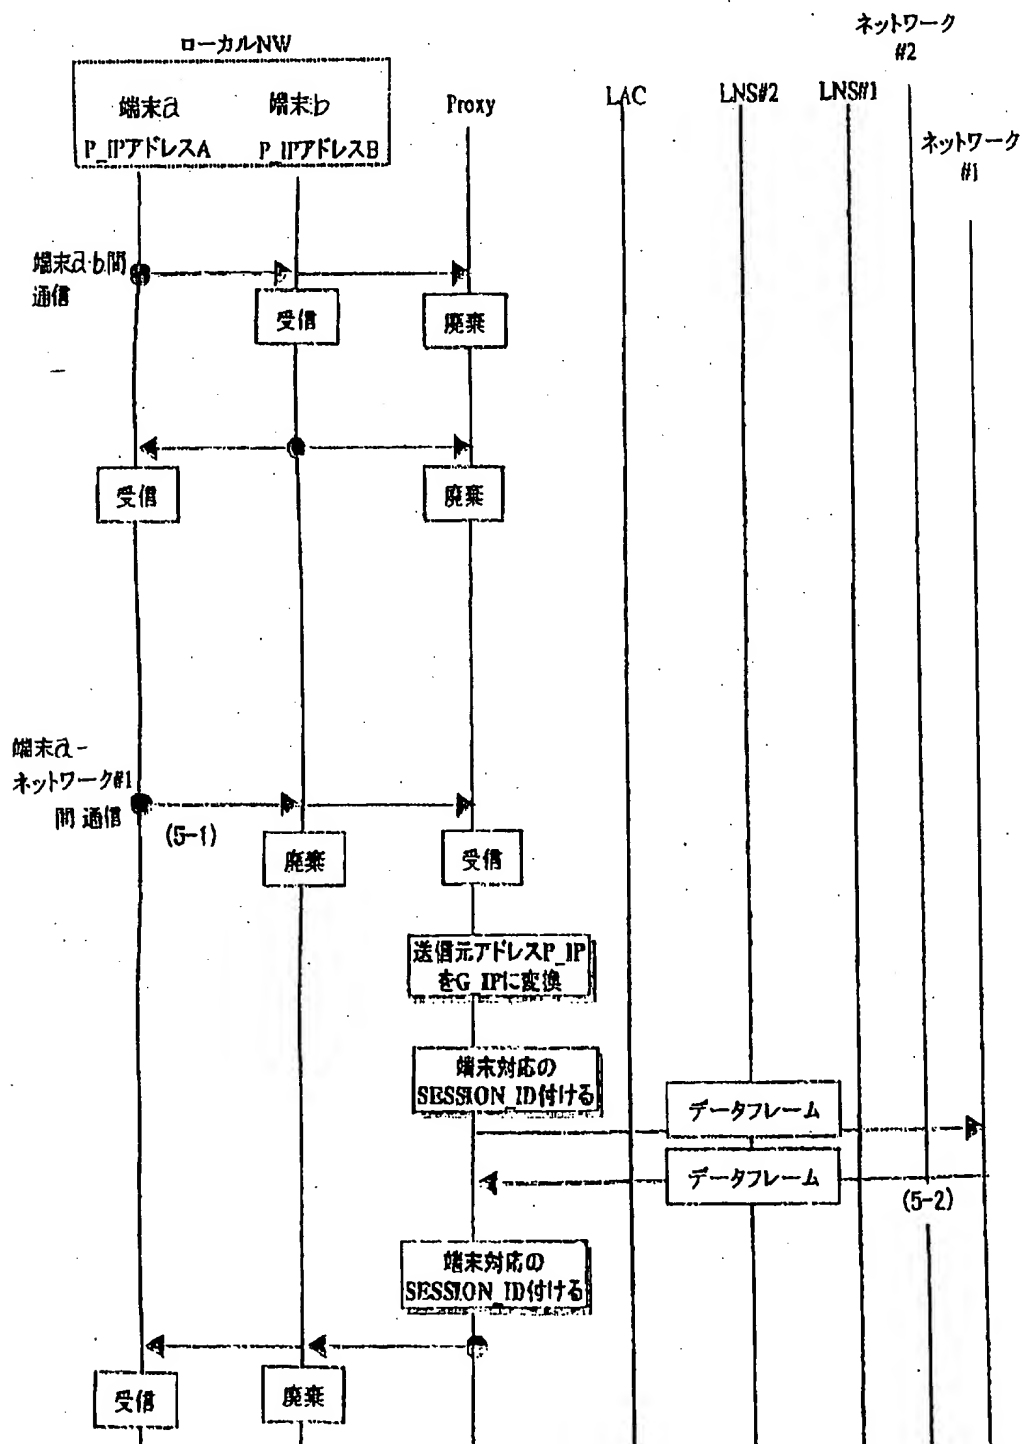 ネットワーク
#2
ローカルNW
端末a
端末b
Proxy
LAC
LNS#2
LNS#1
P_IPアドレスA
P_IPアドレスB
ネットワーク
#1
端末a-b間
通信
受信
廃棄
受信
廃棄
端末a-
ネットワーク#1
間 通信
(5-1)
廃棄
受信
送信元アドレスP_IP
をG_IPに変換
端末対応の
SESSION_ID付ける
データフレーム
データフレーム
(5-2)
端末対応の
SESSION_ID付ける
受信
廃棄